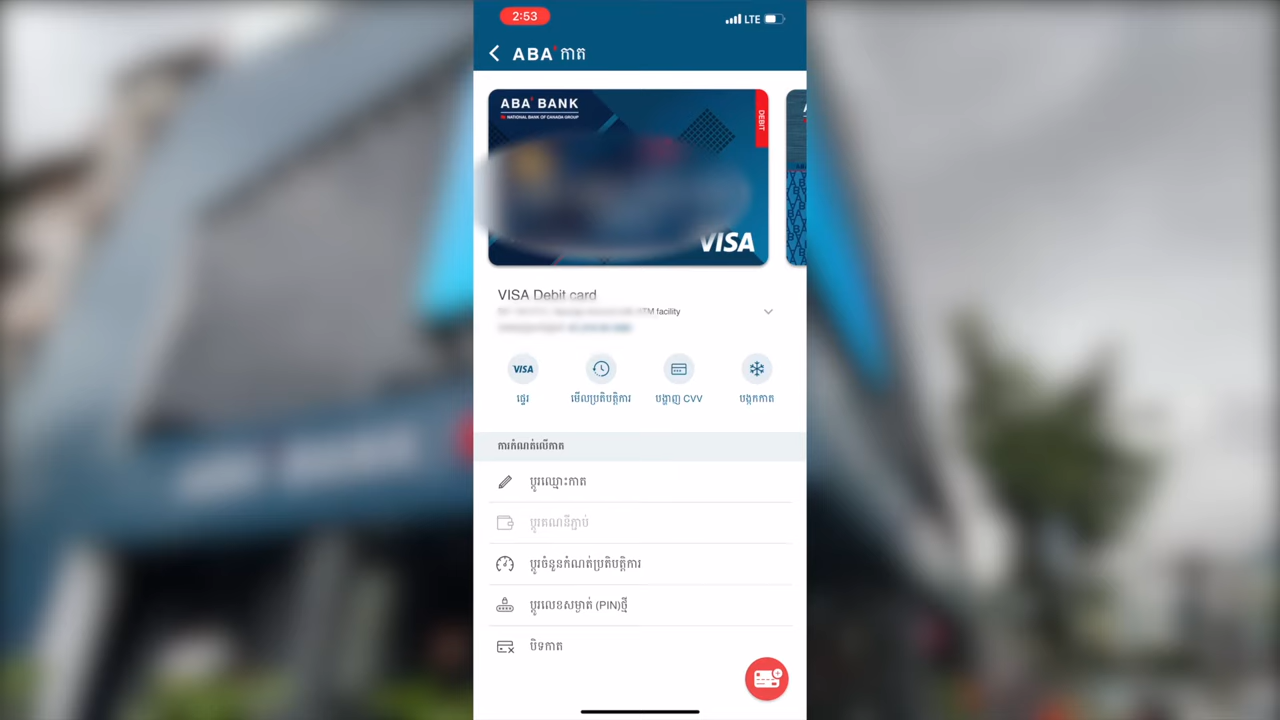 2:53
LTE
ABA' កាត
ABA' BANK
NATIONAL BANK OF CANADA GROUP
DEBIT
VISA
VISA Debit card
ATM facility
VISA
ផ្ទេរ
មើលប្រតិបត្តិការ
បង្ហាញ CVV
បង្កកកាត
ការកំណត់លើកាត
ប្តូរឈ្មោះកាត
ប្តូរគណនីភ្ជាប់
ប្តូរចំនួនកំណត់ប្រតិបត្តិការ
ប្តូរលេខសម្ងាត់ (PIN)ថ្មី
បិទកាត